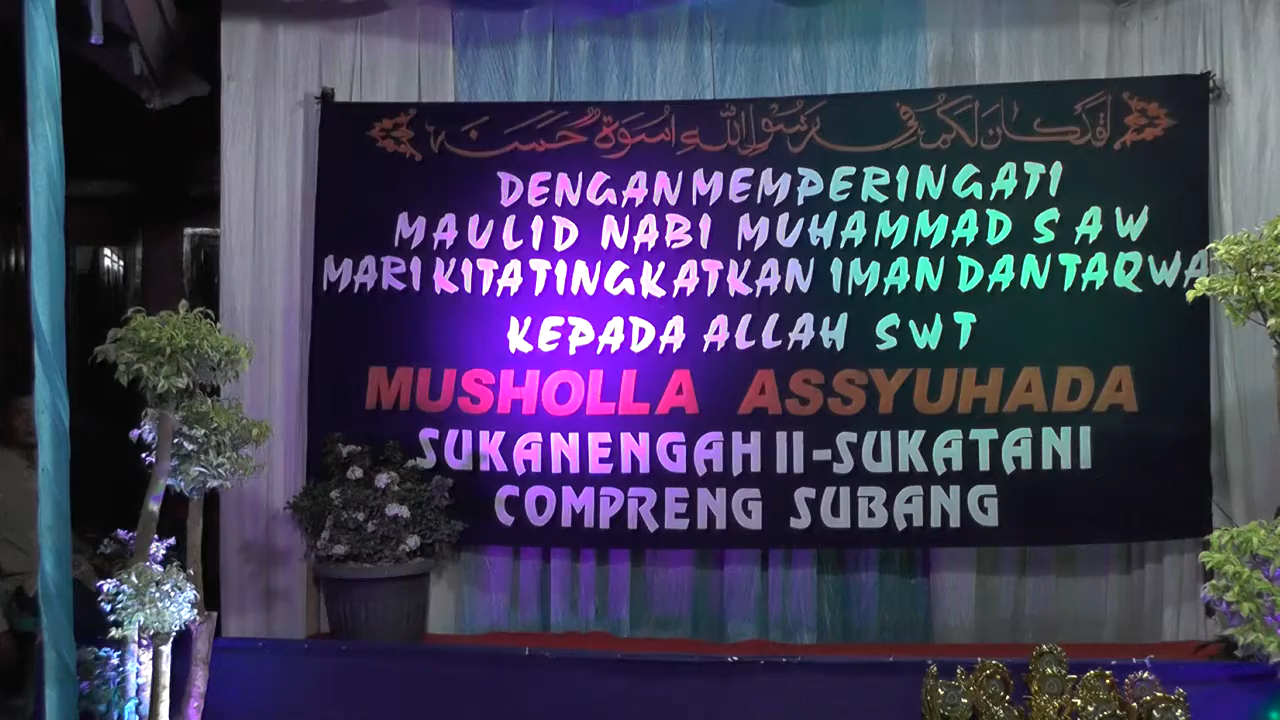 لقد كان لكم في رسول الله اسوة حسنة
DENGAN MEMPERINGATI
MAULID NABI MUHAMMAD SAW
MARI KITA TINGKATKAN IMAN DAN TAQWA
KEPADA ALLAH SWT
MUSHOLLA ASSYUHADA
SUKANENGAH II-SUKATANI
COMPRENG SUBANG